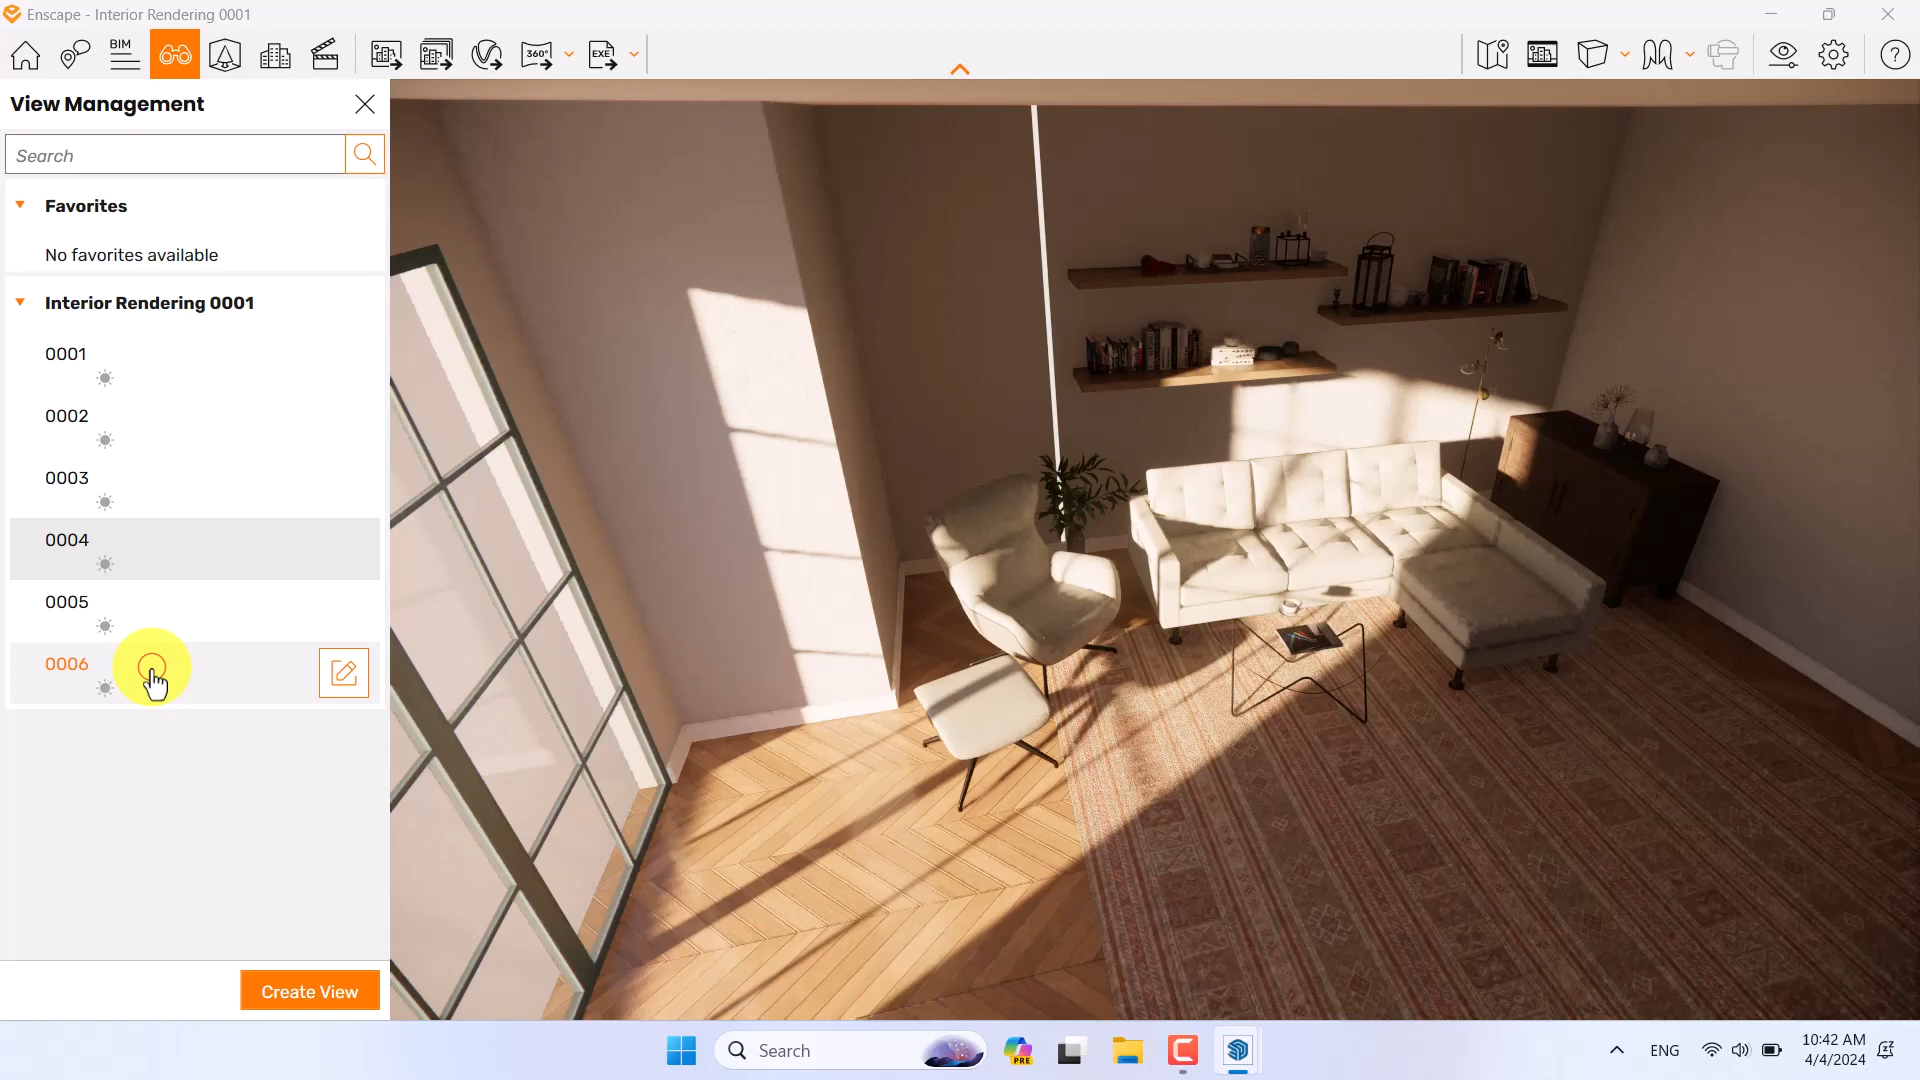 Enscape - Interior Rendering 0001
BIM
360°
EXE
View Management
Search
Favorites
No favorites available
Interior Rendering 0001
0001
0002
0003
0004
0005
0006
Create View
Search
PRE
ENG
10:42 AM
4/4/2024